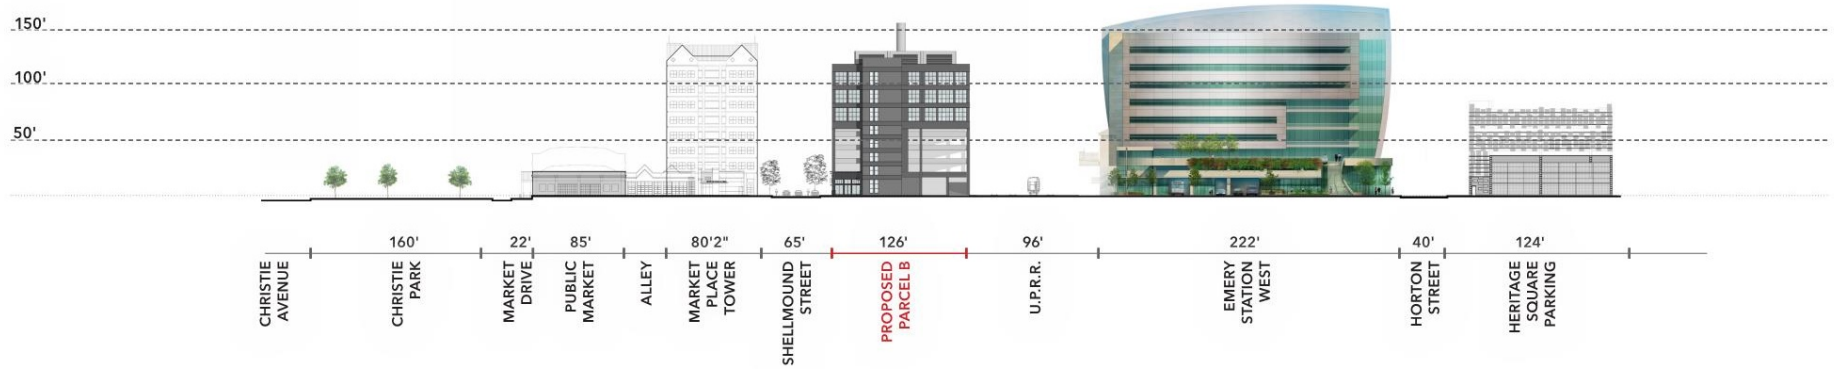 150'
100'
50'
160'
22'
85'
80'2"
65'
126'
96'
222'
40'
124'
CHRISTIE
AVENUE
CHRISTIE
PARK
MARKET
DRIVE
PUBLIC
MARKET
ALLEY
MARKET
PLACE
TOWER
SHELLMOUND
STREET
PROPOSED
PARCEL B
U.P.R.R.
EMERY
STATION
WEST
HORTON
STREET
HERITAGE
SQUARE
PARKING